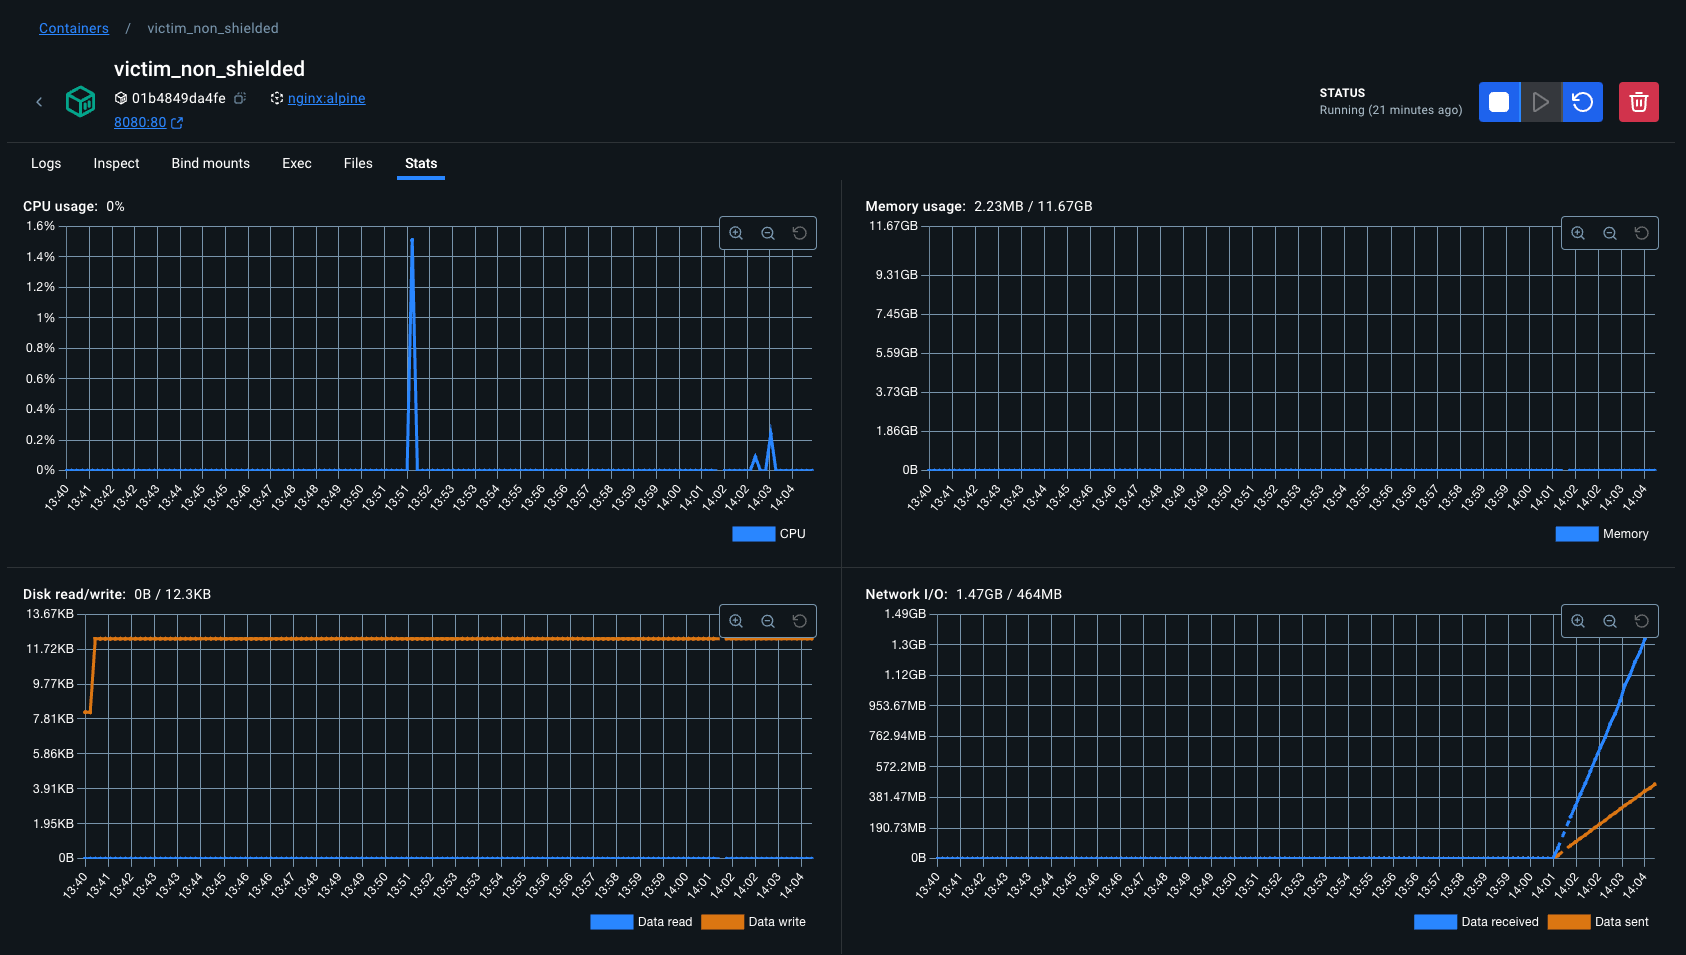 Containers / victim_non_shielded
victim_non_shielded
01b4849da4fe nginx:alpine
8080:80
STATUS
Running (21 minutes ago)
Logs Inspect Bind mounts Exec Files Stats
CPU usage: 0%
1.6%
1.4%
1.2%
1%
0.8%
0.6%
0.4%
0.2%
0%
13:40 13:41 13:42 13:42 13:43 13:44 13:45 13:45 13:46 13:47 13:48 13:48 13:49 13:50 13:51 13:51 13:52 13:53 13:54 13:54 13:55 13:56 13:56 13:57 13:58 13:59 13:59 14:00 14:01 14:02 14:02 14:03 14:04
CPU
Memory usage: 2.23MB / 11.67GB
11.67GB
9.31GB
7.45GB
5.59GB
3.73GB
1.86GB
0B
13:40 13:41 13:42 13:43 13:43 13:44 13:45 13:46 13:46 13:47 13:48 13:49 13:49 13:50 13:51 13:52 13:53 13:53 13:54 13:55 13:56 13:56 13:57 13:58 13:59 13:59 14:00 14:01 14:02 14:02 14:03 14:04
Memory
Disk read/write: 0B / 12.3KB
13.67KB
11.72KB
9.77KB
7.81KB
5.86KB
3.91KB
1.95KB
0B
13:40 13:41 13:42 13:43 13:43 13:44 13:45 13:46 13:46 13:47 13:48 13:49 13:49 13:50 13:51 13:52 13:53 13:53 13:54 13:55 13:56 13:56 13:57 13:58 13:59 13:59 14:00 14:01 14:02 14:02 14:03 14:04
Data read Data write
Network I/O: 1.47GB / 464MB
1.49GB
1.3GB
1.12GB
953.67MB
762.94MB
572.2MB
381.47MB
190.73MB
0B
13:40 13:41 13:42 13:43 13:43 13:44 13:45 13:46 13:46 13:47 13:48 13:49 13:49 13:50 13:51 13:52 13:53 13:53 13:54 13:55 13:56 13:56 13:57 13:58 13:59 13:59 14:00 14:01 14:02 14:02 14:03 14:04
Data received Data sent